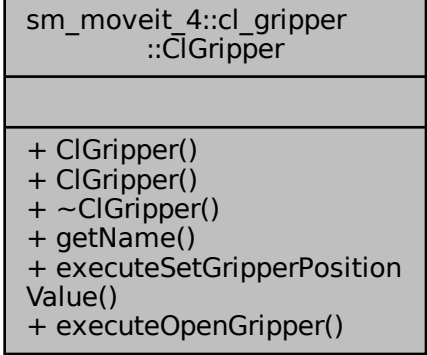 sm_moveit_4::cl_gripper
::ClGripper
+ ClGripper()
+ ClGripper()
+ ~ClGripper()
+ getName()
+ executeSetGripperPosition
Value()
+ executeOpenGripper()